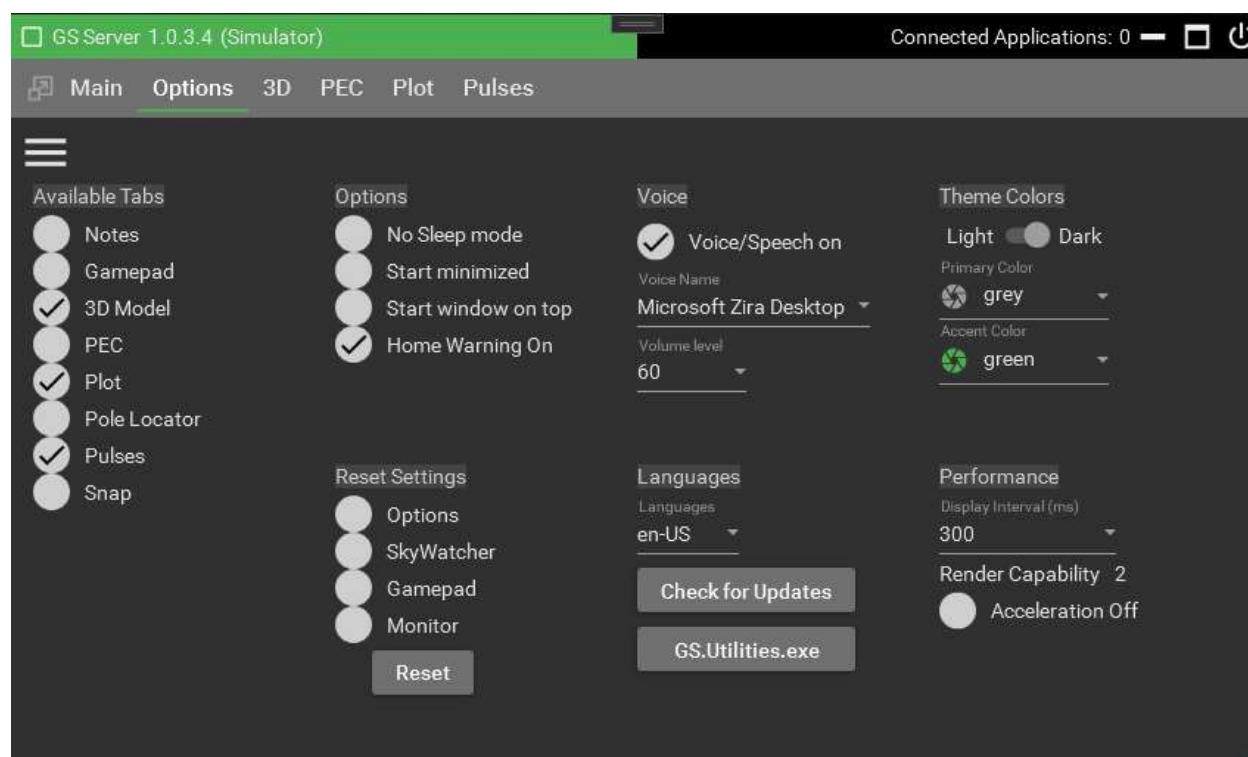 GS Server 1.0.3.4 (Simulator)
Connected Applications: 0
Main Options 3D PEC Plot Pulses
Available Tabs
Notes
Gamepad
3D Model
PEC
Plot
Pole Locator
Pulses
Snap
Options
No Sleep mode
Start minimized
Start window on top
Home Warning On
Reset Settings
Options
SkyWatcher
Gamepad
Monitor
Reset
Voice
Voice/Speech on
Voice Name
Microsoft Zira Desktop
Volume level
60
Languages
Languages
en-US
Check for Updates
GS.Utilities.exe
Theme Colors
Light Dark
Primary Color
grey
Accent Color
green
Performance
Display Interval (ms)
300
Render Capability 2
Acceleration Off